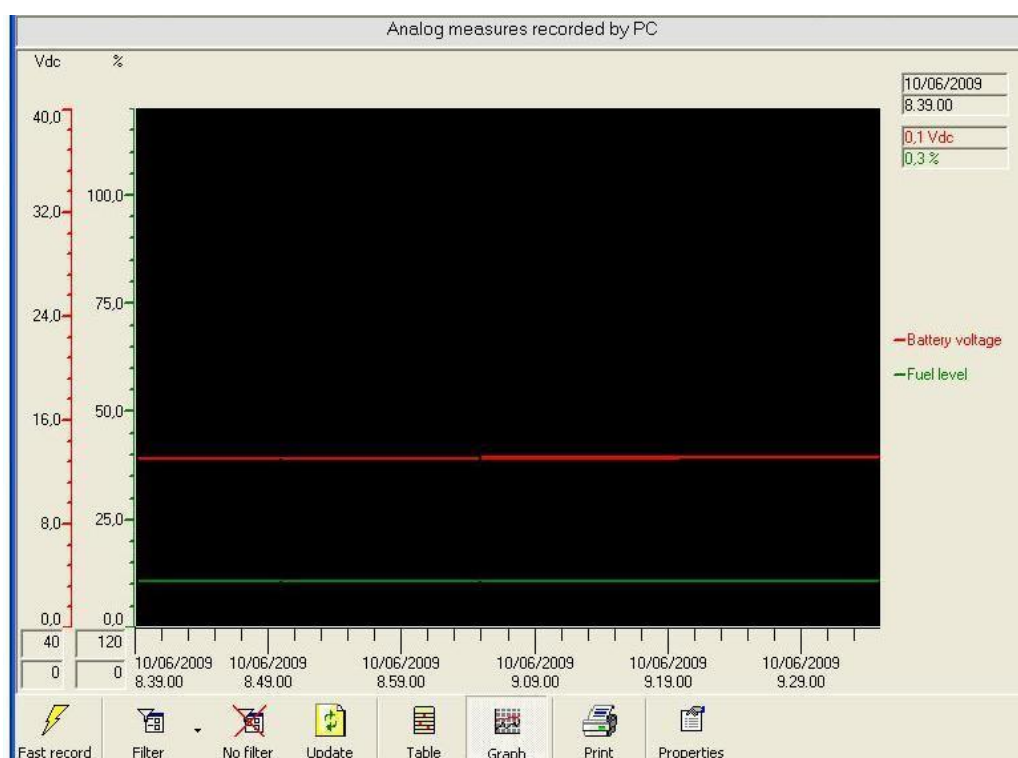 Analog measures recorded by PC
Vdc %
10/06/2009
8.39.00
0,1 Vdc
0,3 %
40,0
32,0
24,0
16,0
8,0
0,0
100,0
75,0
50,0
25,0
0,0
Battery voltage
Fuel level
40 120
0 0
10/06/2009 10/06/2009 10/06/2009 10/06/2009 10/06/2009 10/06/2009
8.39.00 8.49.00 8.59.00 9.09.00 9.19.00 9.29.00
Fast record Filter No filter Update Table Graph Print Properties